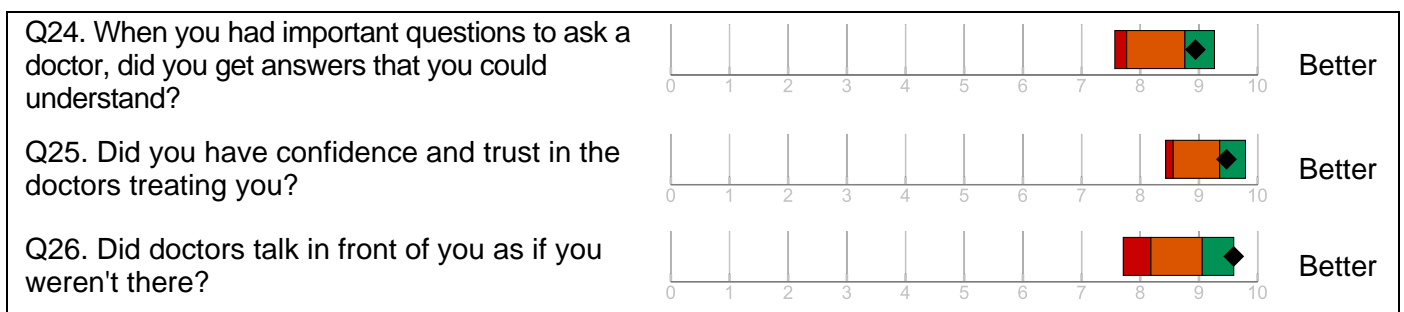 Q24. When you had important questions to ask a
doctor, did you get answers that you could
understand?
0 1 2 3 4 5 6 7 8 9 10
Better
Q25. Did you have confidence and trust in the
doctors treating you?
0 1 2 3 4 5 6 7 8 9 10
Better
Q26. Did doctors talk in front of you as if you
weren't there?
0 1 2 3 4 5 6 7 8 9 10
Better